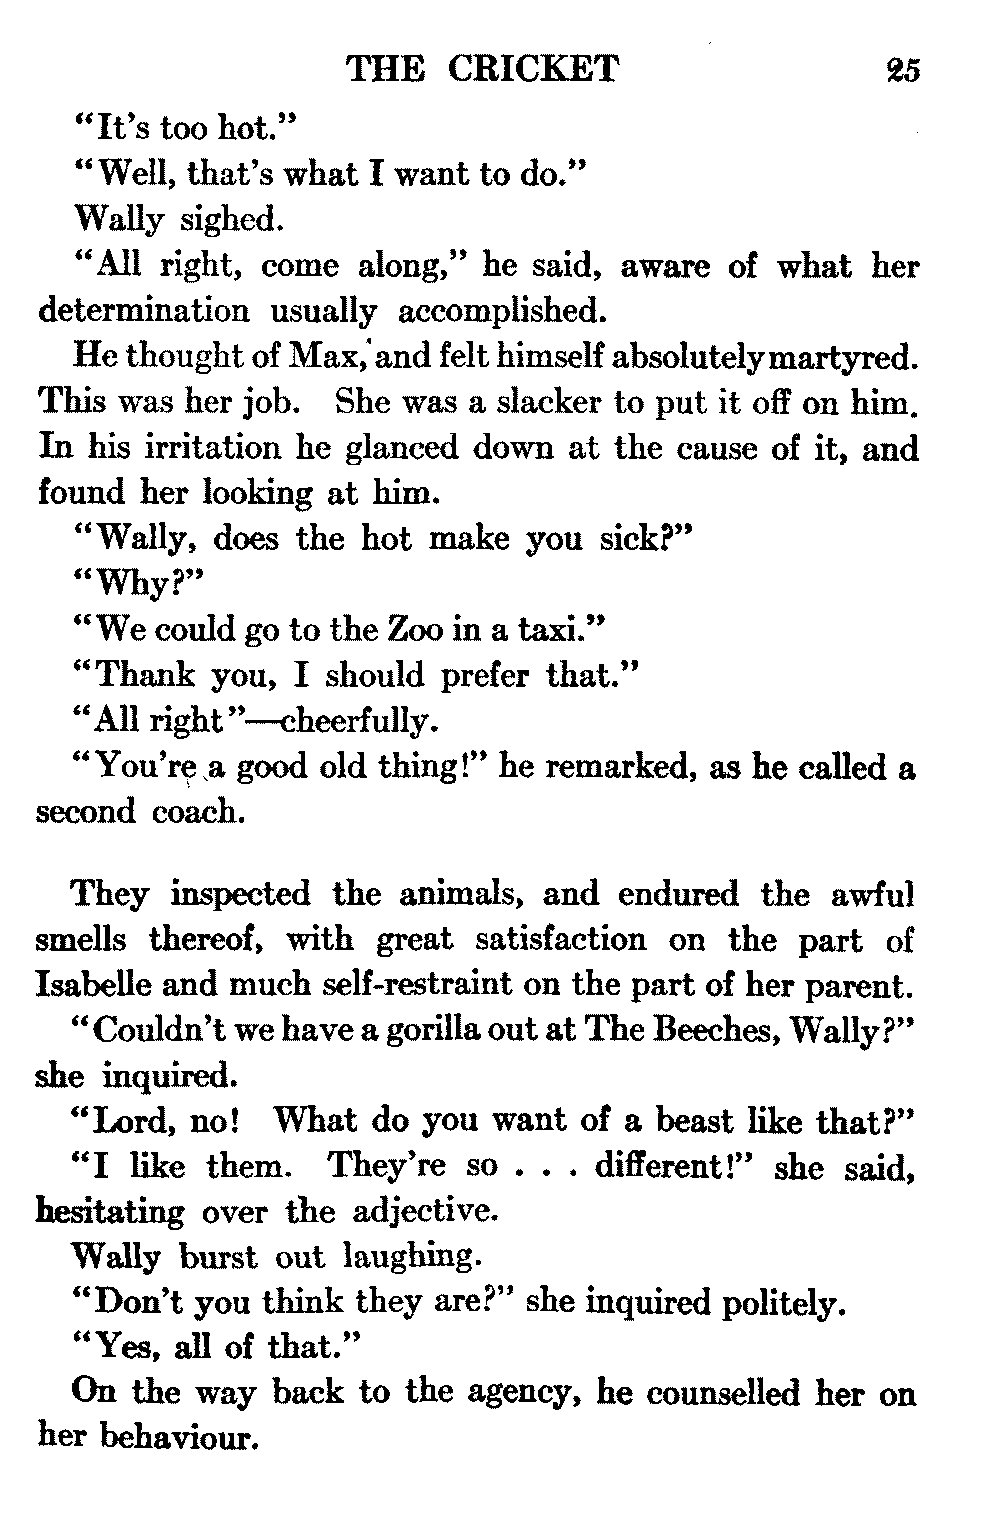 THE CRICKET 25
“It’s too hot.”
“Well, that’s what I want to do.”
Wally sighed.
“All right, come along,” he said, aware of what her
determination usually accomplished.
He thought of Max, and felt himself absolutely martyred.
This was her job. She was a slacker to put it off on him.
In his irritation he glanced down at the cause of it, and
found her looking at him.
“Wally, does the hot make you sick?”
“Why?”
“We could go to the Zoo in a taxi.”
“Thank you, I should prefer that.”
“All right”—cheerfully.
“You’re a good old thing!” he remarked, as he called a
second coach.
They inspected the animals, and endured the awful
smells thereof, with great satisfaction on the part of
Isabelle and much self-restraint on the part of her parent.
“Couldn’t we have a gorilla out at The Beeches, Wally?”
she inquired.
“Lord, no! What do you want of a beast like that?”
“I like them. They’re so . . . different!” she said,
hesitating over the adjective.
Wally burst out laughing.
“Don’t you think they are?” she inquired politely.
“Yes, all of that.”
On the way back to the agency, he counselled her on
her behaviour.